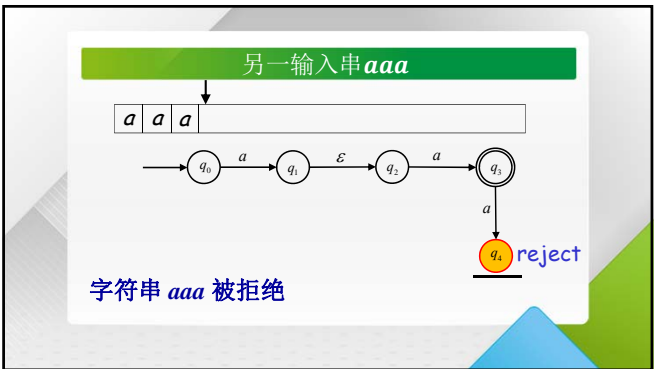 另一输入串aaa
a a a
q₀ a q₁ ε q₂ a q₃
a
q₄ reject
字符串 aaa 被拒绝